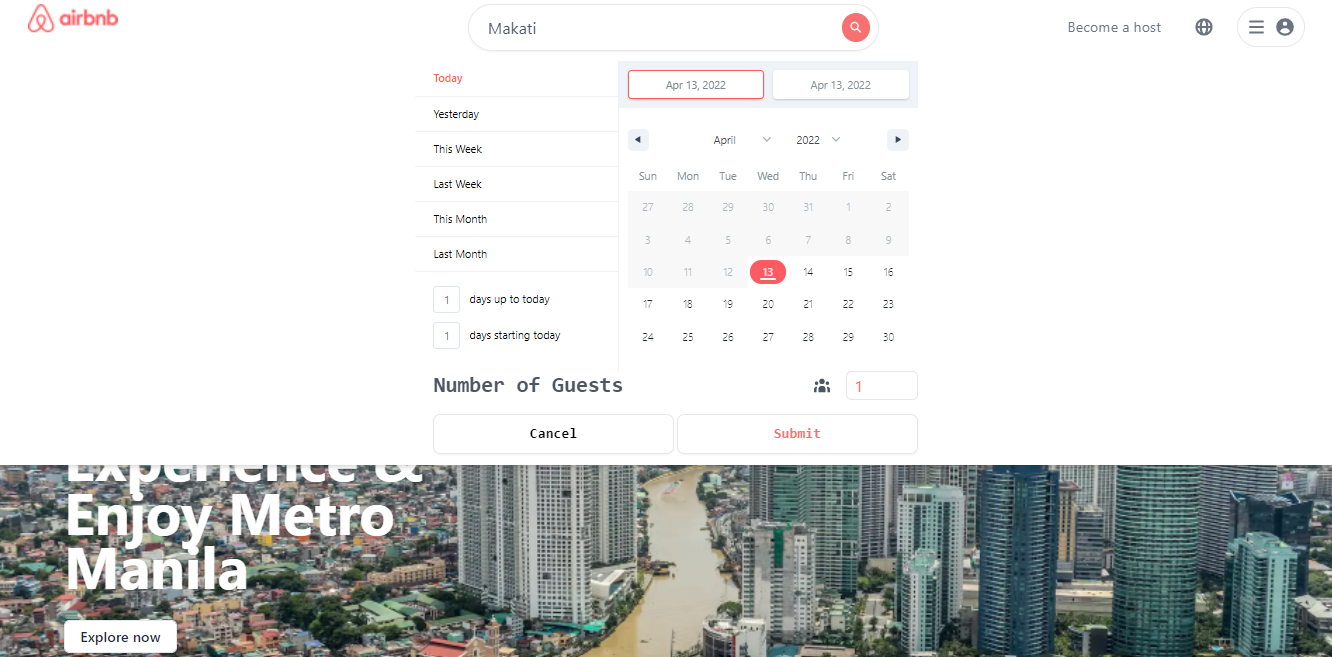 airbnb
Makati
Become a host
Today
Yesterday
This Week
Last Week
This Month
Last Month
1 days up to today
1 days starting today
Apr 13, 2022 Apr 13, 2022
April 2022
Sun Mon Tue Wed Thu Fri Sat
27 28 29 30 31 1 2
3 4 5 6 7 8 9
10 11 12 13 14 15 16
17 18 19 20 21 22 23
24 25 26 27 28 29 30
Number of Guests 1
Cancel Submit
Experience &
Enjoy Metro
Manila
Explore now